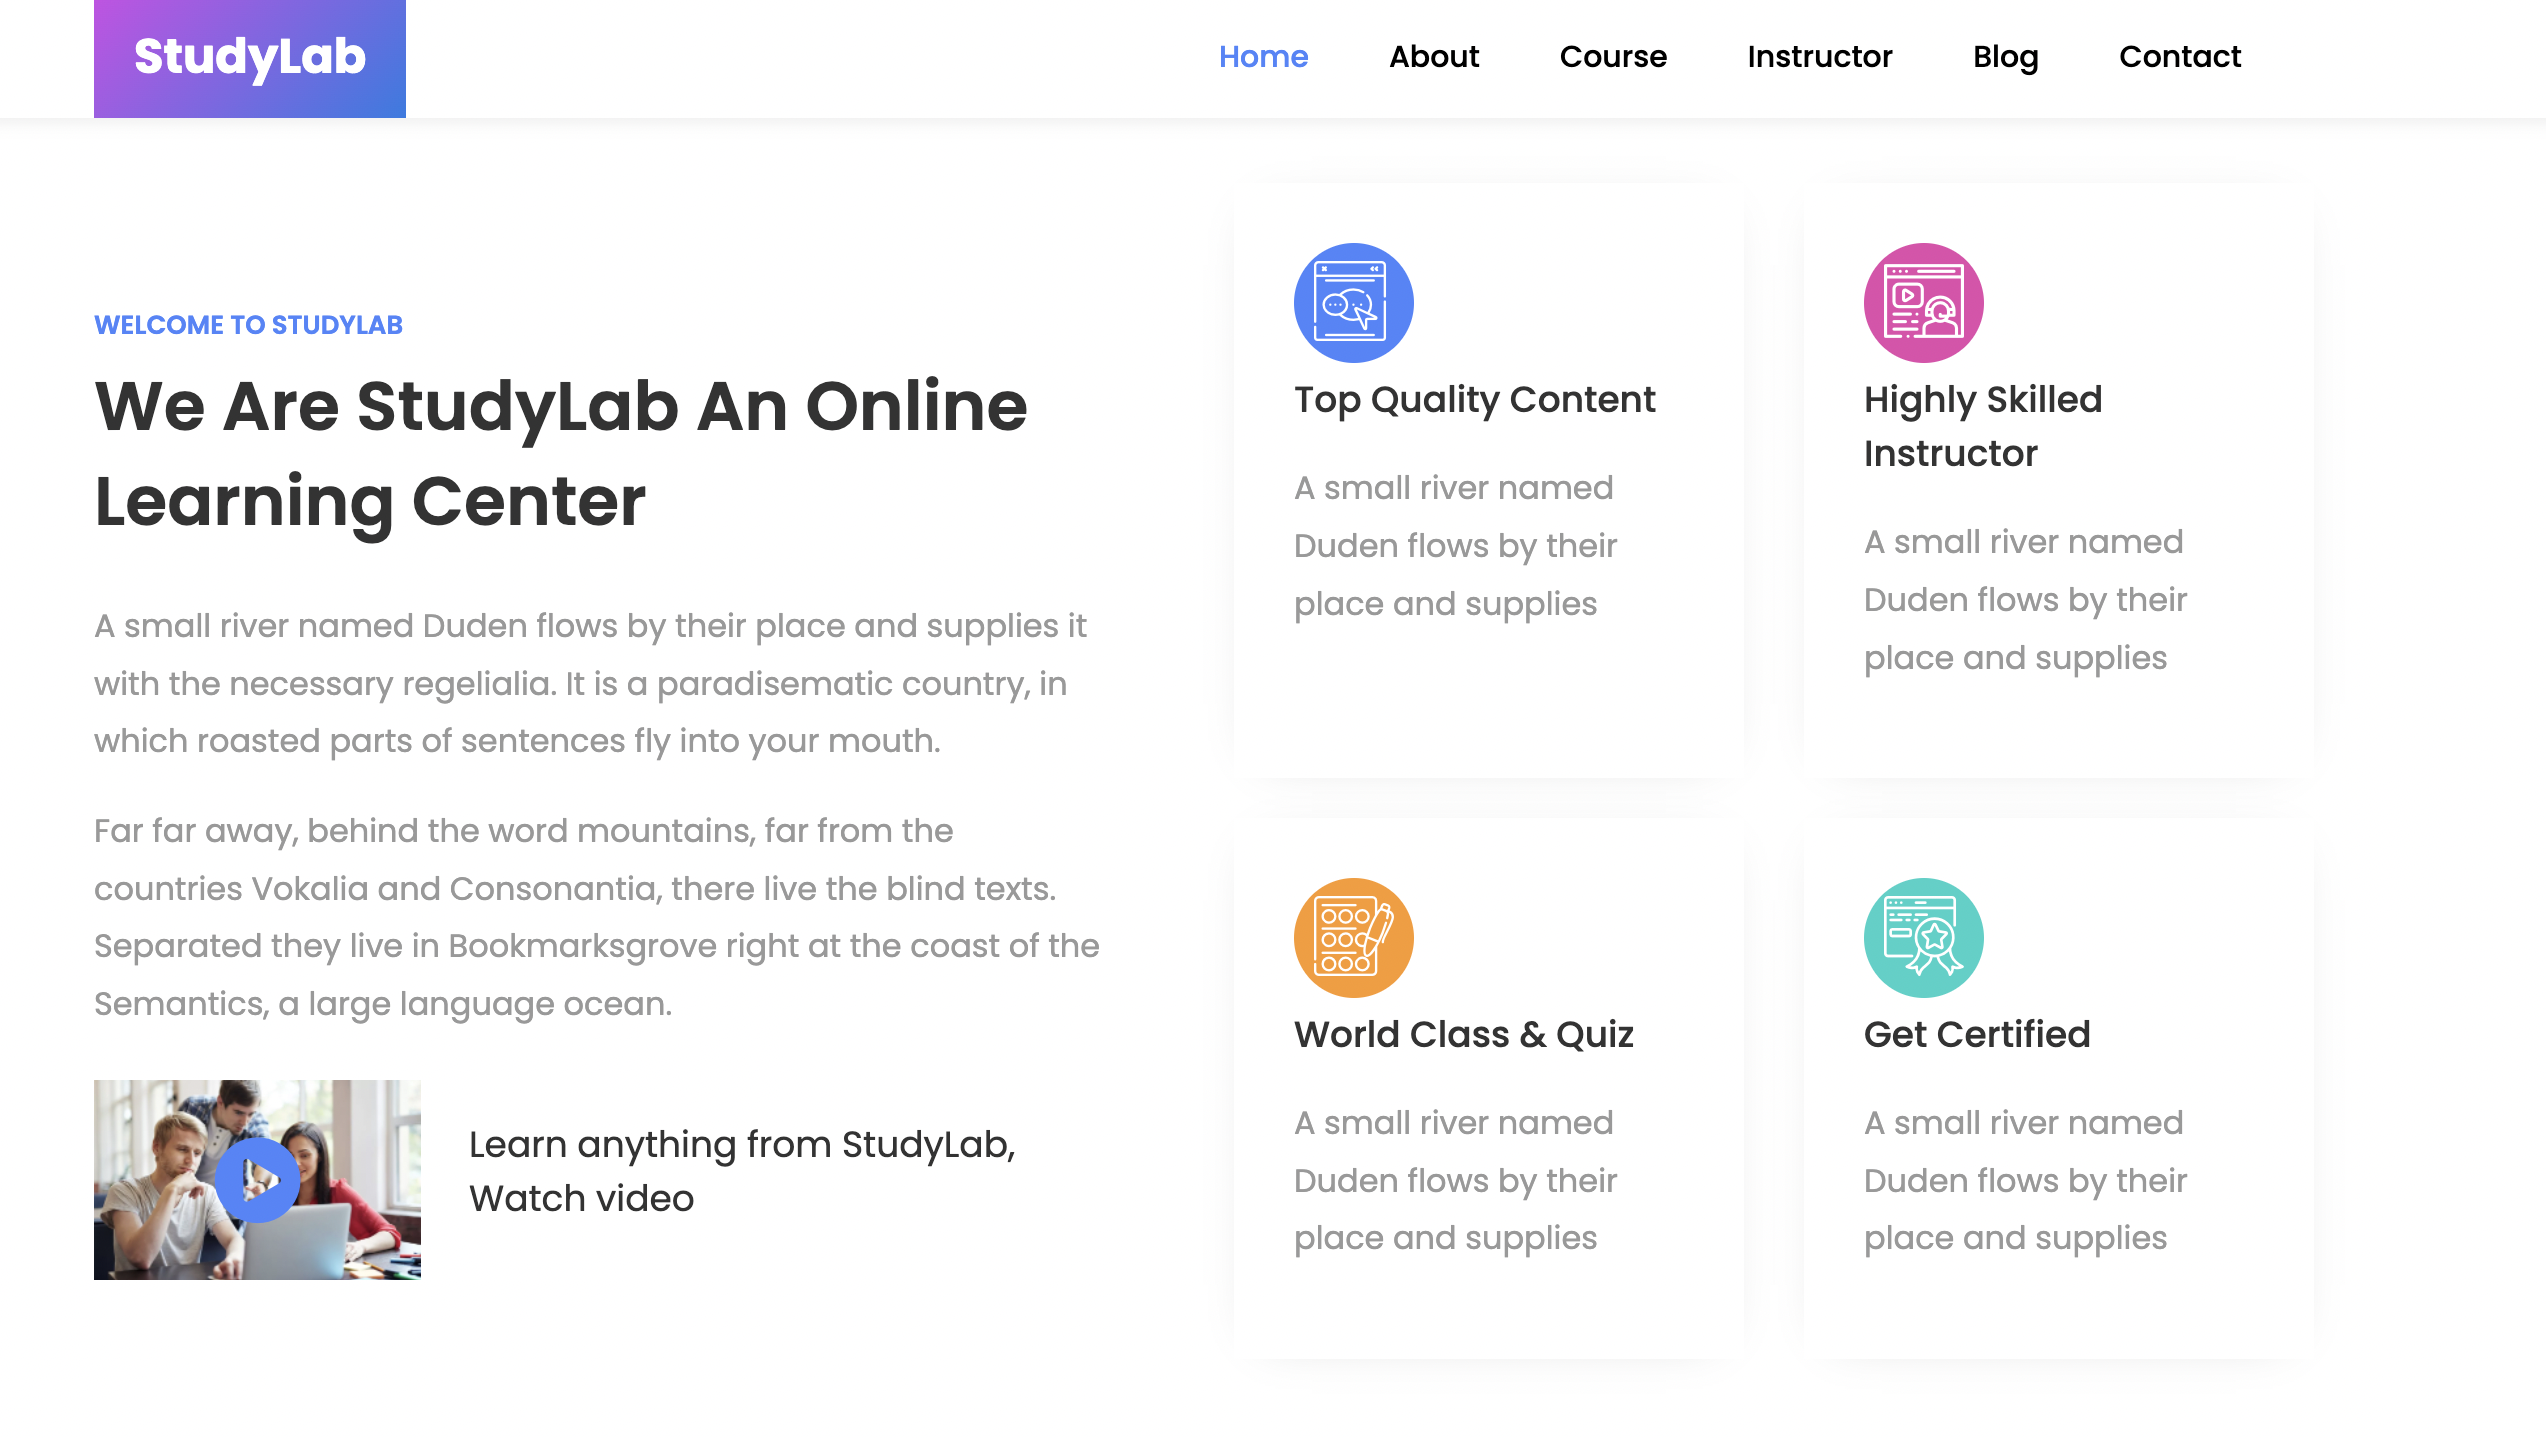 StudyLab
Home
About
Course
Instructor
Blog
Contact
WELCOME TO STUDYLAB
We Are StudyLab An Online
Learning Center
A small river named Duden flows by their place and supplies it
with the necessary regelialia. It is a paradisematic country, in
which roasted parts of sentences fly into your mouth.
Far far away, behind the word mountains, far from the
countries Vokalia and Consonantia, there live the blind texts.
Separated they live in Bookmarksgrove right at the coast of the
Semantics, a large language ocean.
Learn anything from StudyLab,
Watch video
Top Quality Content
A small river named
Duden flows by their
place and supplies
Highly Skilled
Instructor
A small river named
Duden flows by their
place and supplies
World Class & Quiz
A small river named
Duden flows by their
place and supplies
Get Certified
A small river named
Duden flows by their
place and supplies